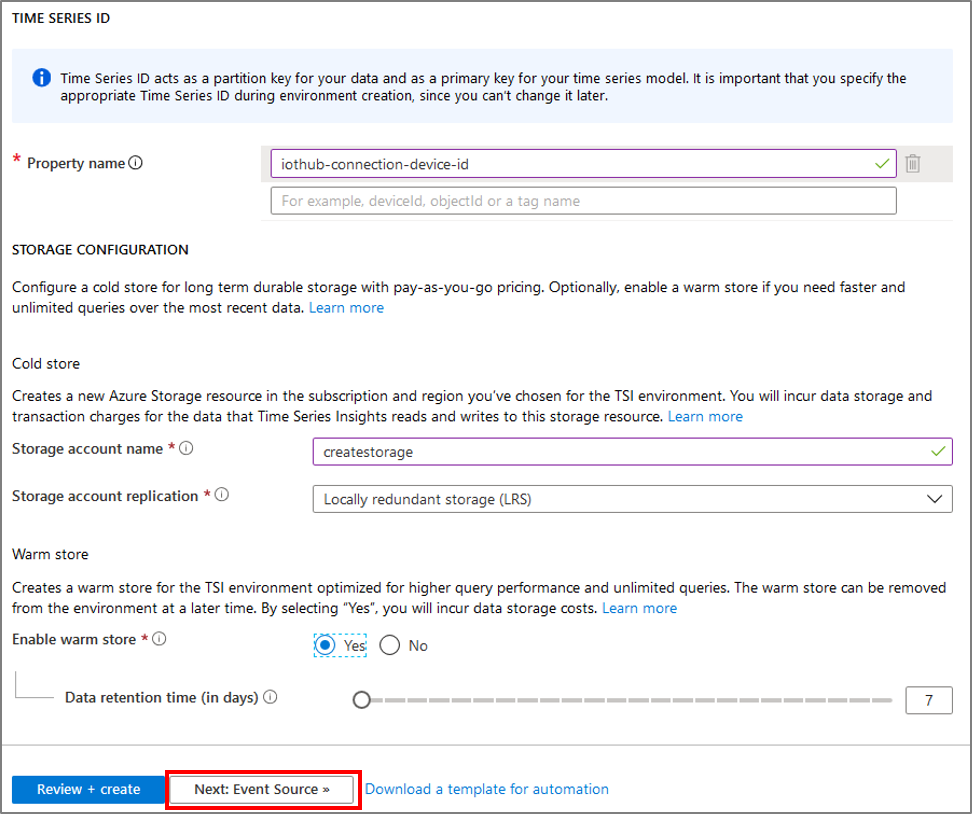 TIME SERIES ID
Time Series ID acts as a partition key for your data and as a primary key for your time series model. It is important that you specify the
appropriate Time Series ID during environment creation, since you can't change it later.
* Property name
iothub-connection-device-id
For example, deviceId, objectId or a tag name
STORAGE CONFIGURATION
Configure a cold store for long term durable storage with pay-as-you-go pricing. Optionally, enable a warm store if you need faster and
unlimited queries over the most recent data. Learn more
Cold store
Creates a new Azure Storage resource in the subscription and region you've chosen for the TSI environment. You will incur data storage and
transaction charges for the data that Time Series Insights reads and writes to this storage resource. Learn more
Storage account name *
createstorage
Storage account replication *
Locally redundant storage (LRS)
Warm store
Creates a warm store for the TSI environment optimized for higher query performance and unlimited queries. The warm store can be removed
from the environment at a later time. By selecting "Yes", you will incur data storage costs. Learn more
Enable warm store *
Yes No
Data retention time (in days)
7
Review + create Next: Event Source » Download a template for automation